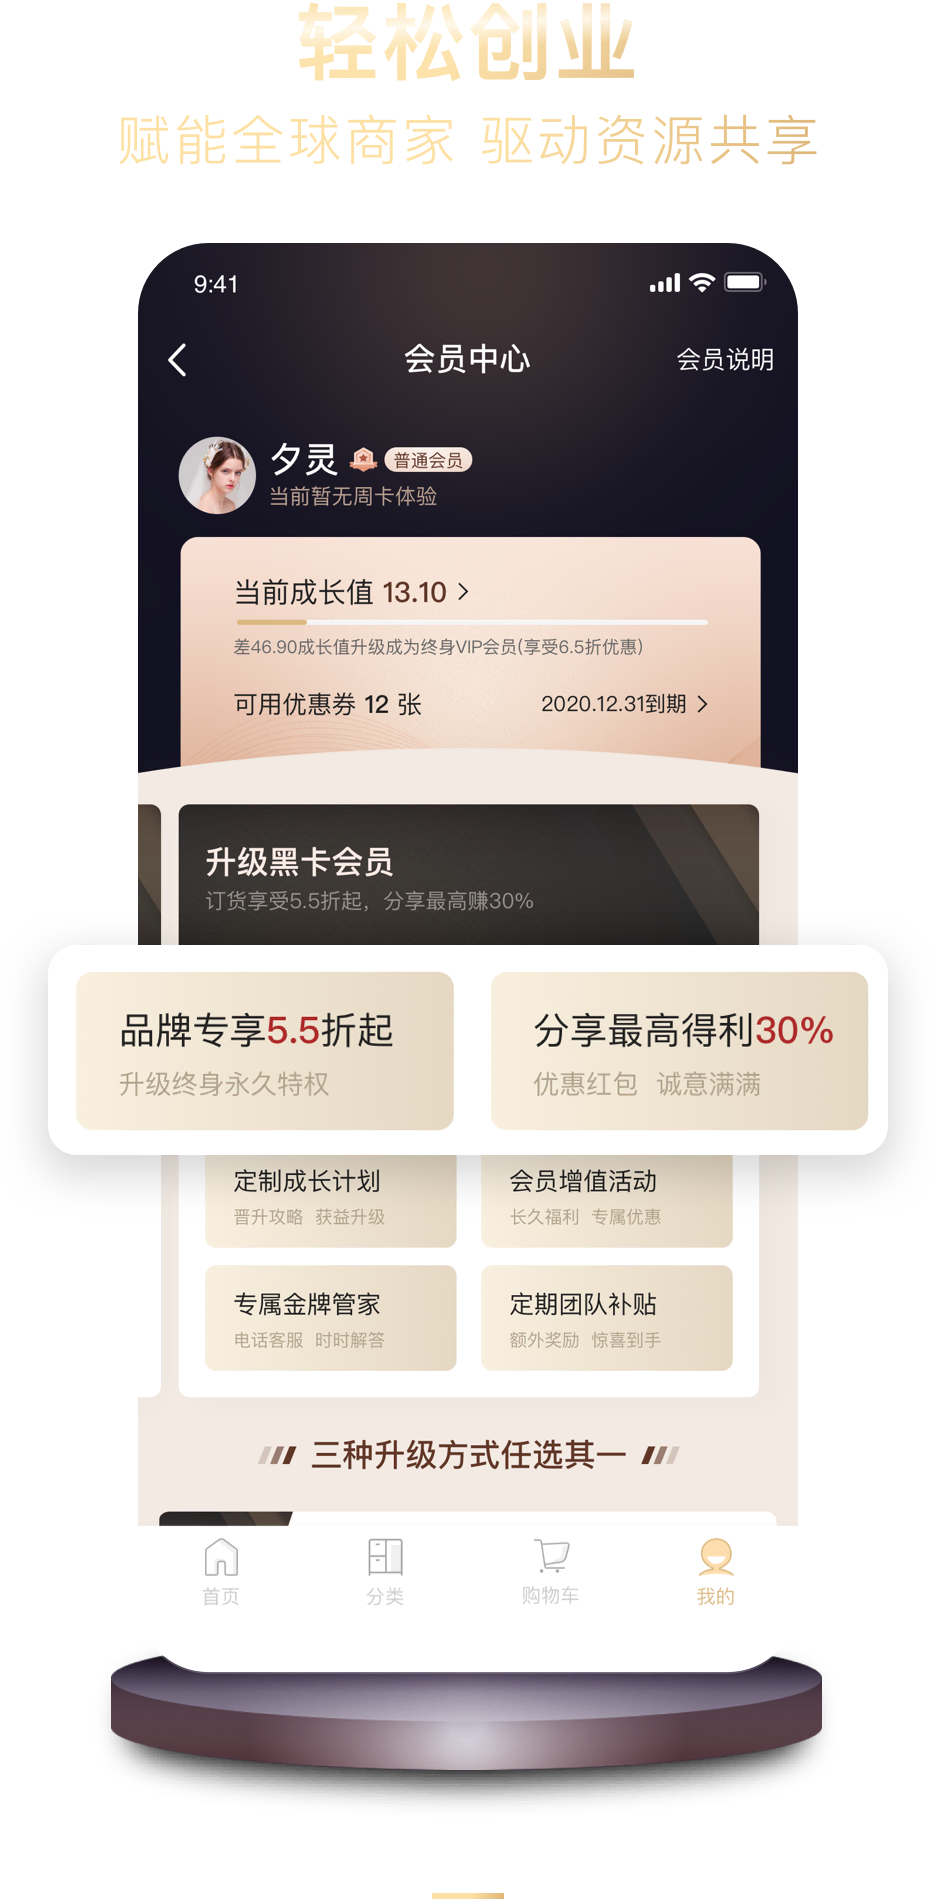 轻松创业
赋能全球商家 驱动资源共享
9:41
会员中心
会员说明
夕灵
普通会员
当前暂无周卡体验
当前成长值 13.10
差46.90成长值升级成为终身VIP会员(享受6.5折优惠)
可用优惠券 12 张
2020.12.31到期
升级黑卡会员
订货享受5.5折起，分享最高赚30%
品牌专享5.5折起
升级终身永久特权
分享最高得利30%
优惠红包 诚意满满
定制成长计划
晋升攻略 获益升级
会员增值活动
长久福利 专属优惠
专属金牌管家
电话客服 时时解答
定期团队补贴
额外奖励 惊喜到手
三种升级方式任选其一
首页
分类
购物车
我的